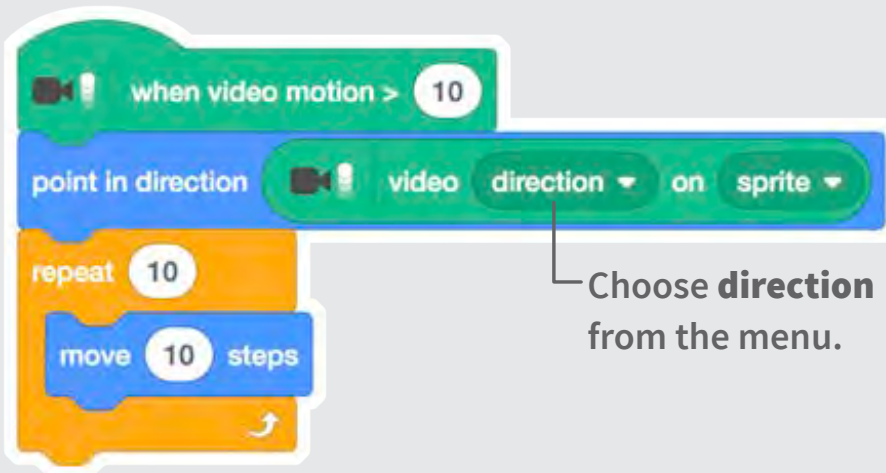 when video motion > 10
point in direction video direction on sprite
repeat 10
move 10 steps
Choose direction
from the menu.